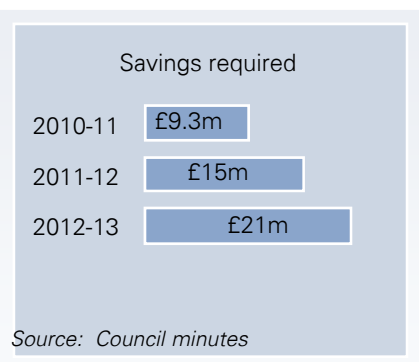 Savings required
2010-11 £9.3m
2011-12 £15m
2012-13 £21m
Source: Council minutes